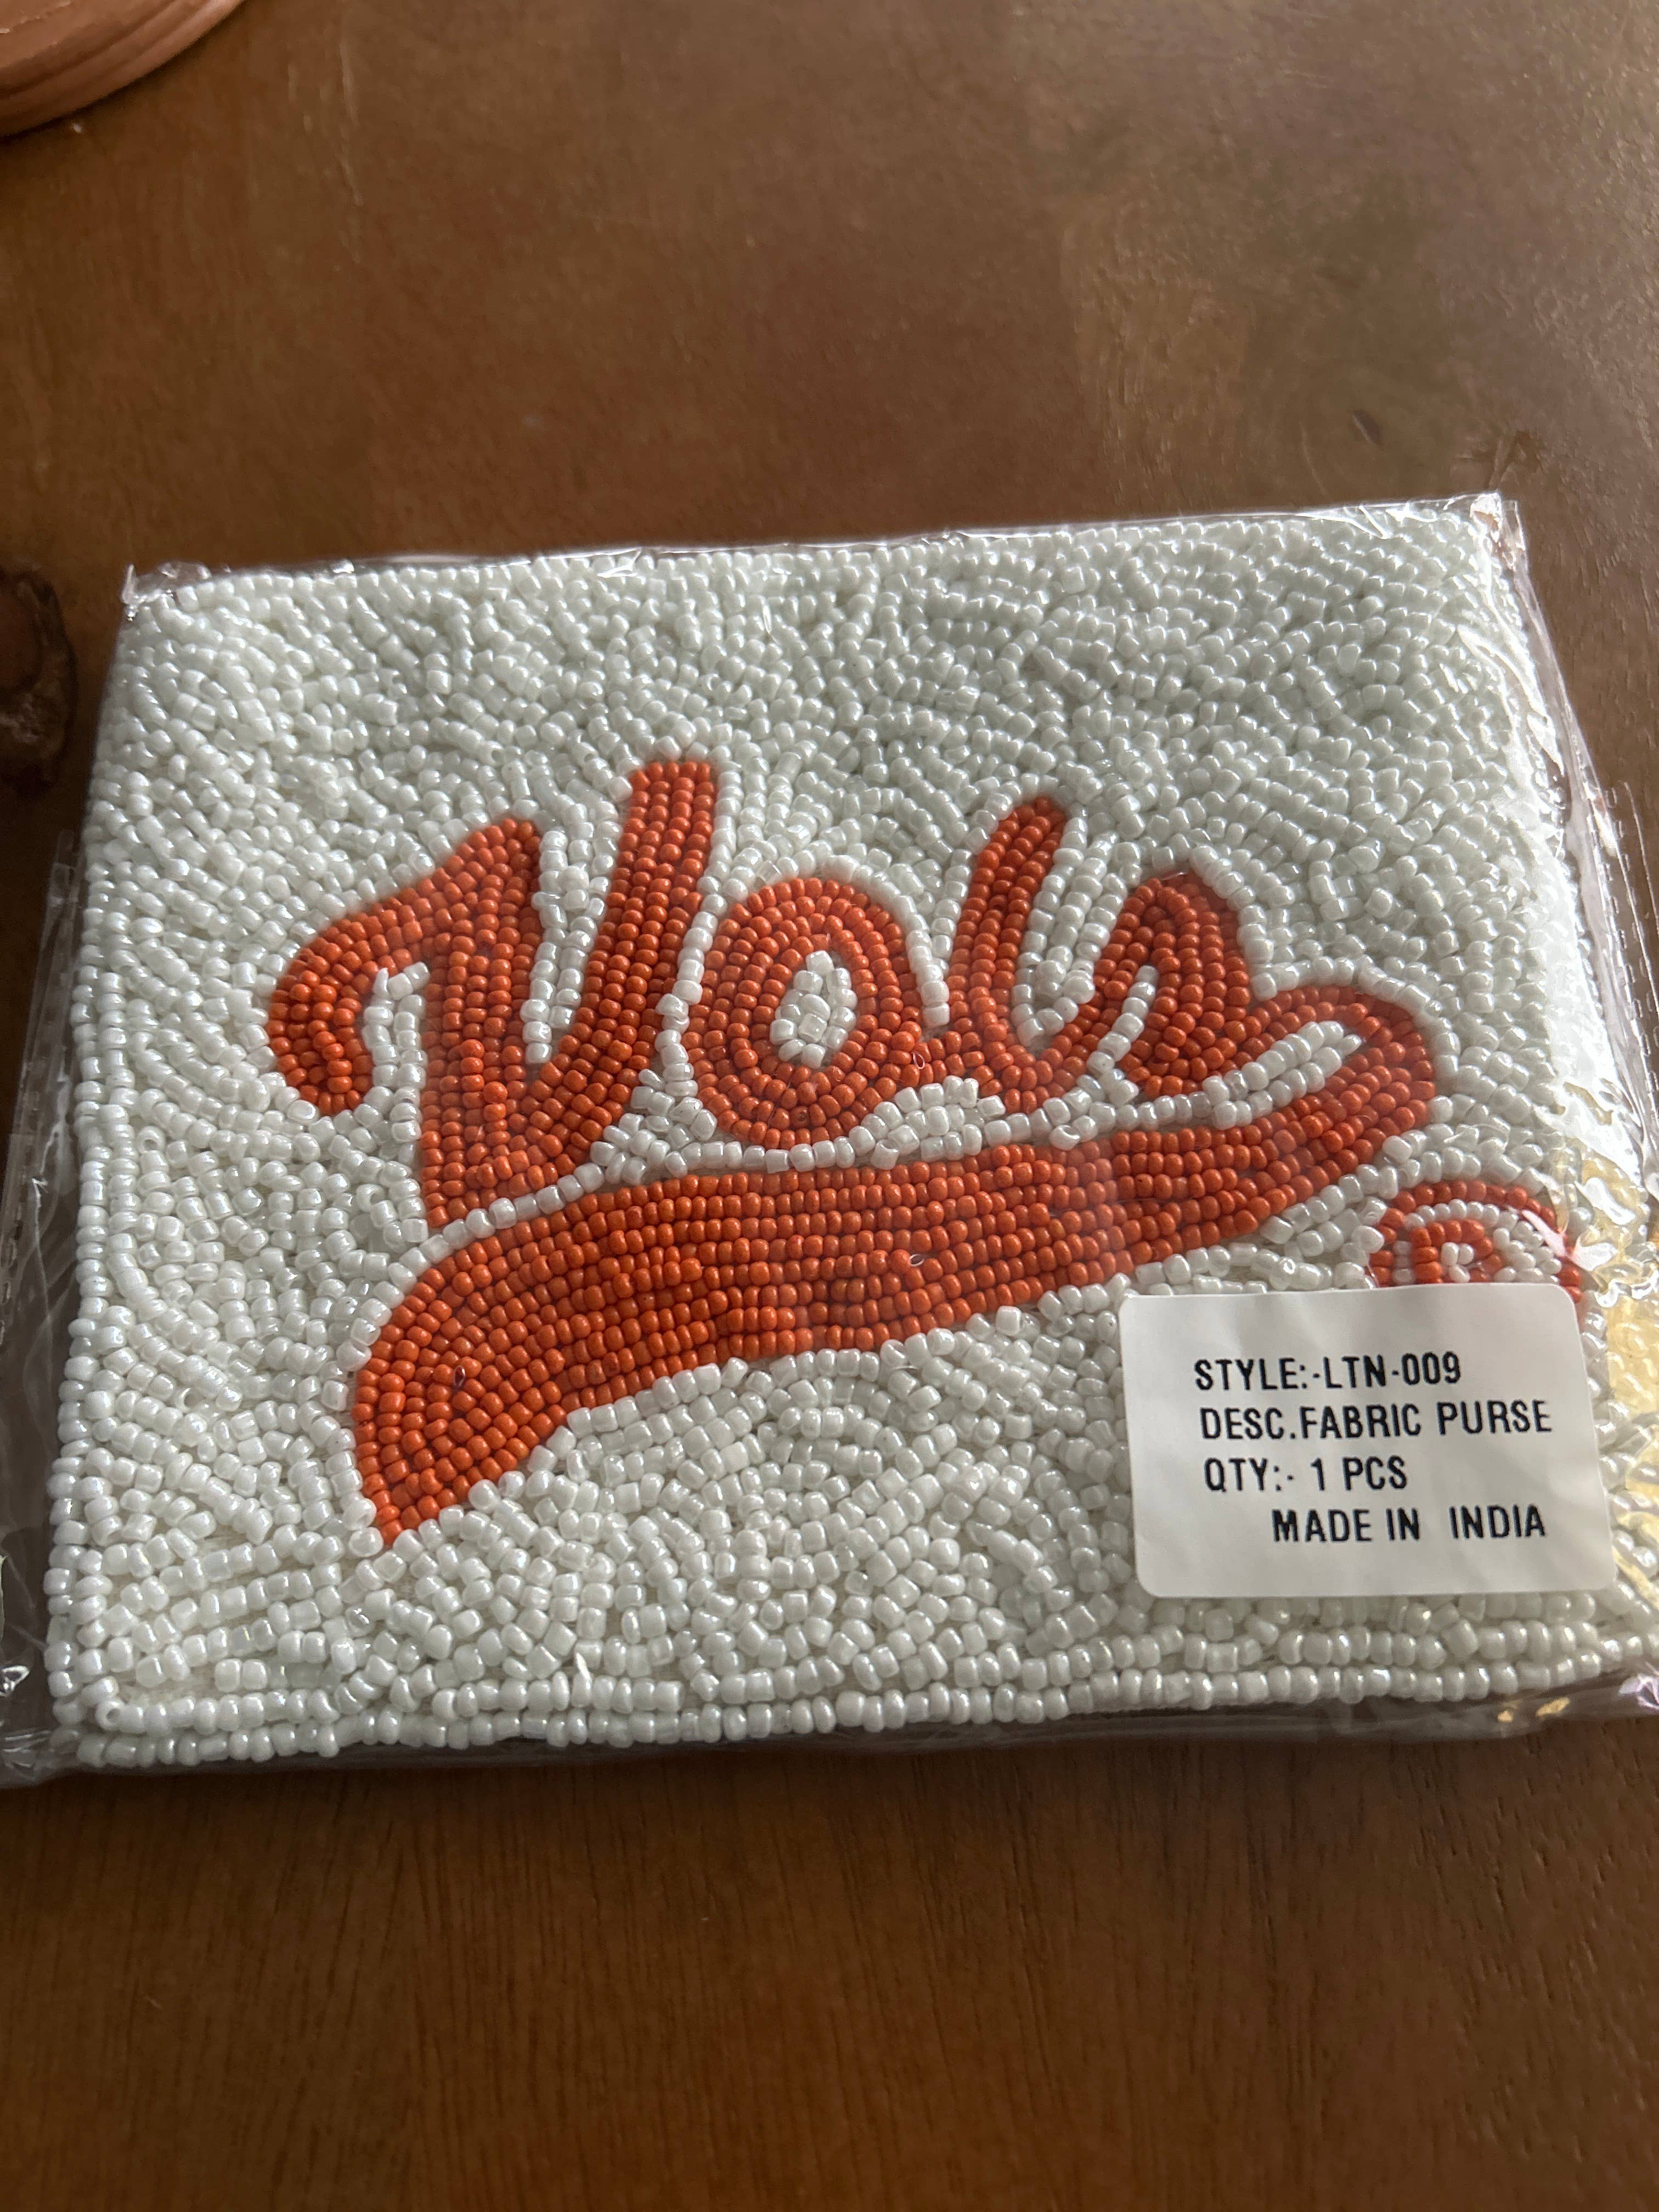 Vols
R
STYLE:-LTN-009
DESC.FABRIC PURSE
QTY:- 1 PCS
MADE IN INDIA